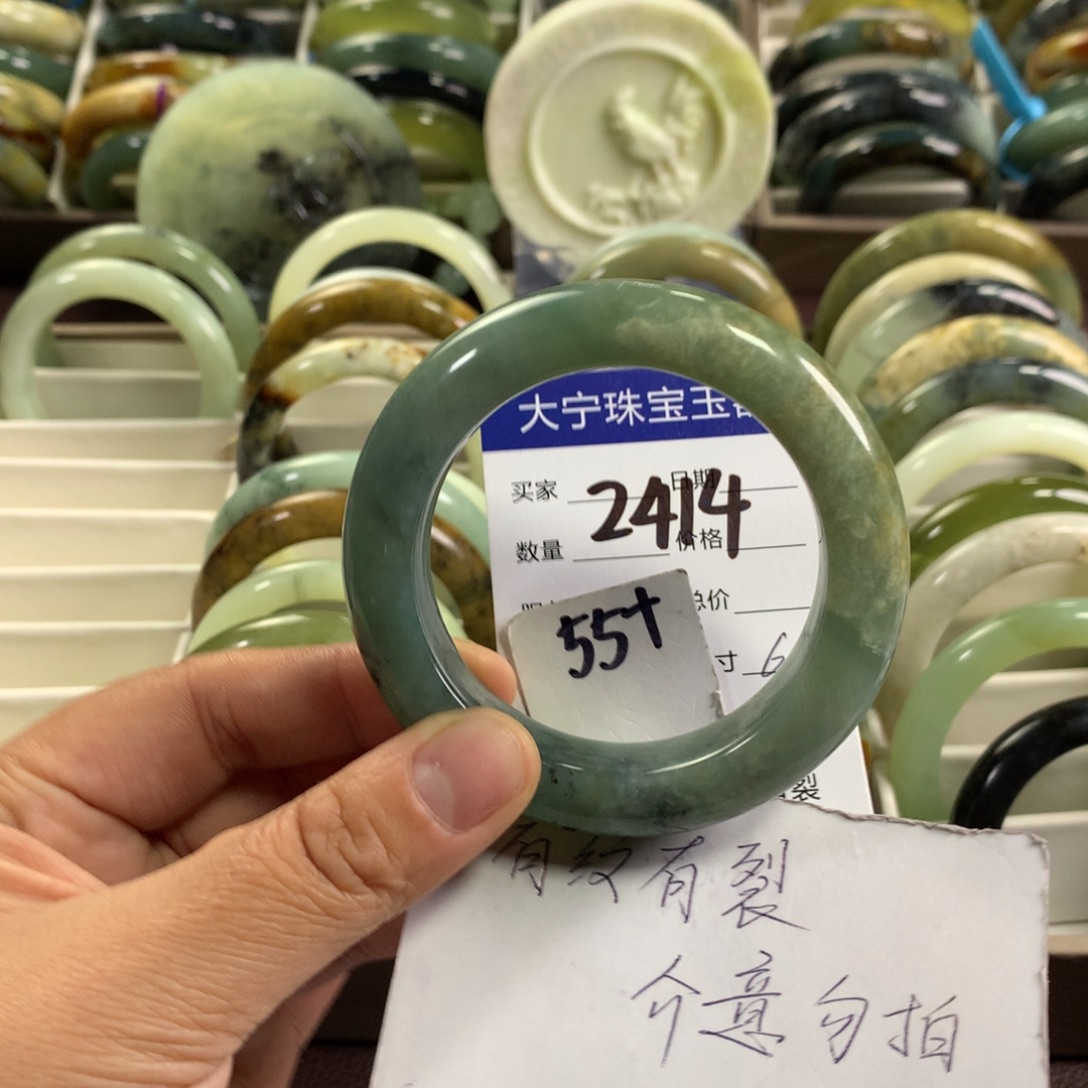 大宁珠宝玉
买家 日期
2414
数量 价格
总价
55+
寸 6
裂
有纹有裂
介意勿拍